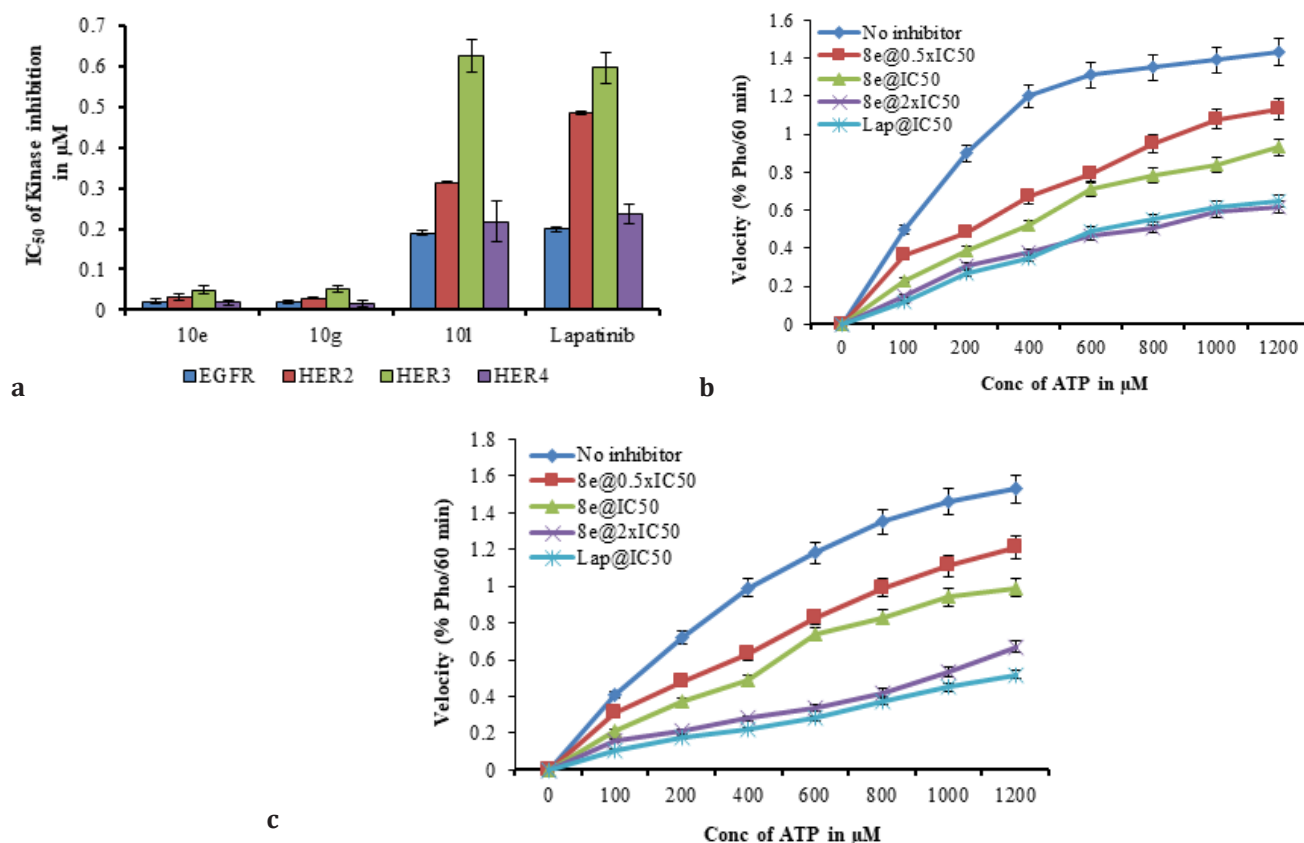 IC50 of Kinase inhibition
in µM
0.7
0.6
0.5
0.4
0.3
0.2
0.1
0
10e 10g 10l Lapatinib
EGFR HER2 HER3 HER4
a
Velocity (% Pho/60 min)
1.6
1.4
1.2
1
0.8
0.6
0.4
0.2
0
No inhibitor
8e@0.5xIC50
8e@IC50
8e@2xIC50
Lap@IC50
0 100 200 400 600 800 1000 1200
Conc of ATP in µM
b
Velocity (% Pho/60 min)
1.8
1.6
1.4
1.2
1
0.8
0.6
0.4
0.2
0
No inhibitor
8e@0.5xIC50
8e@IC50
8e@2xIC50
Lap@IC50
0 100 200 400 600 800 1000 1200
Conc of ATP in µM
c